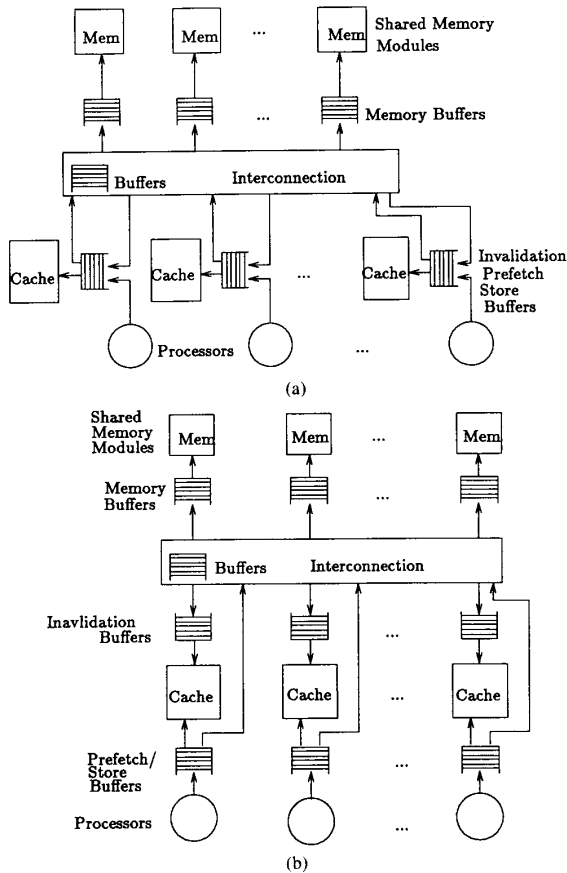 Mem
Mem
...
Mem
Shared Memory
Modules
...
Memory Buffers
Buffers
Interconnection
Cache
Cache
...
Cache
Invalidation
Prefetch
Store
Buffers
Processors
...
(a)
Shared
Memory
Modules
Mem
Mem
...
Mem
Memory
Buffers
...
Buffers
Interconnection
Inavlidation
Buffers
...
Cache
Cache
...
Cache
Prefetch/
Store
Buffers
...
Processors
...
(b)